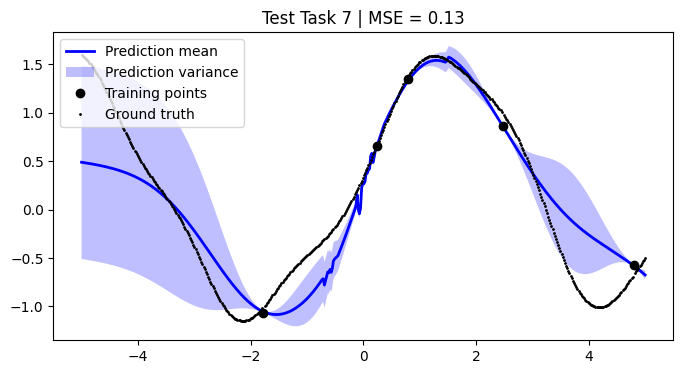 Test Task 7 | MSE = 0.13
Prediction mean
Prediction variance
Training points
Ground truth
1.5
1.0
0.5
0.0
−0.5
−1.0
−4
−2
0
2
4